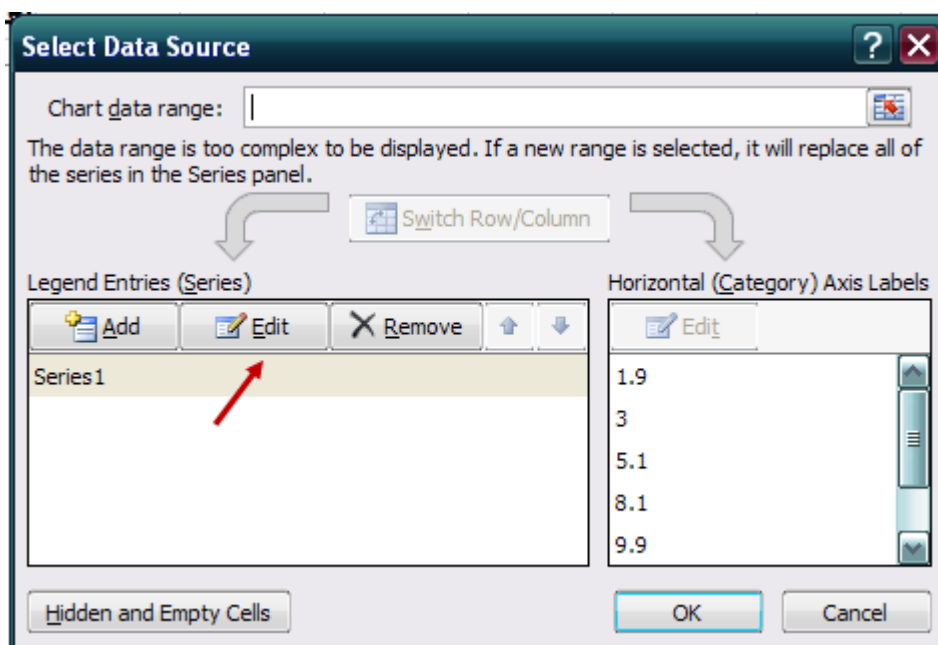 Select Data Source
Chart data range:
The data range is too complex to be displayed. If a new range is selected, it will replace all of
the series in the Series panel.
Switch Row/Column
Legend Entries (Series)
Horizontal (Category) Axis Labels
Add Edit Remove
Edit
Series1
1.9
3
5.1
8.1
9.9
Hidden and Empty Cells
OK Cancel